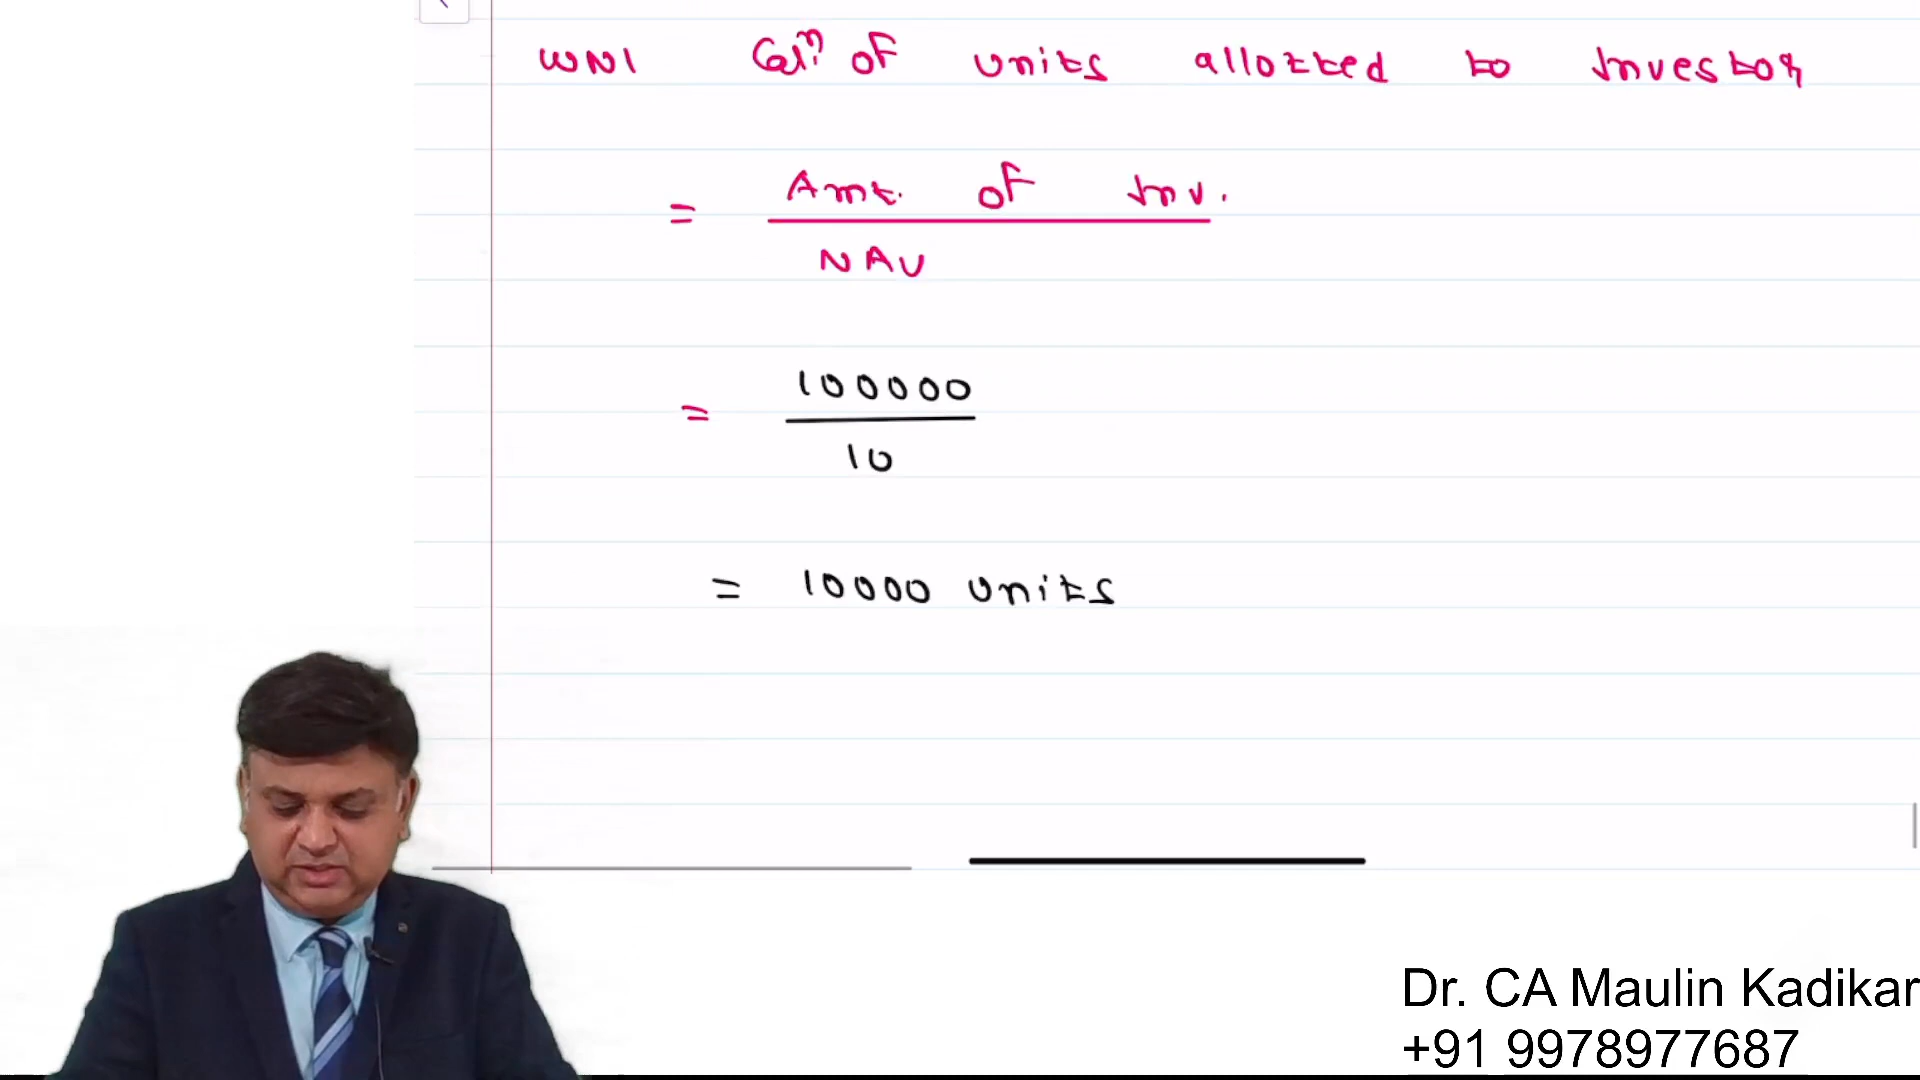 WN1 Calⁿ. of units allotted to Investor
= Amt. of Inv.
NAV
= 100000
10
= 10000 units
Dr. CA Maulin Kadikar
+91 9978977687